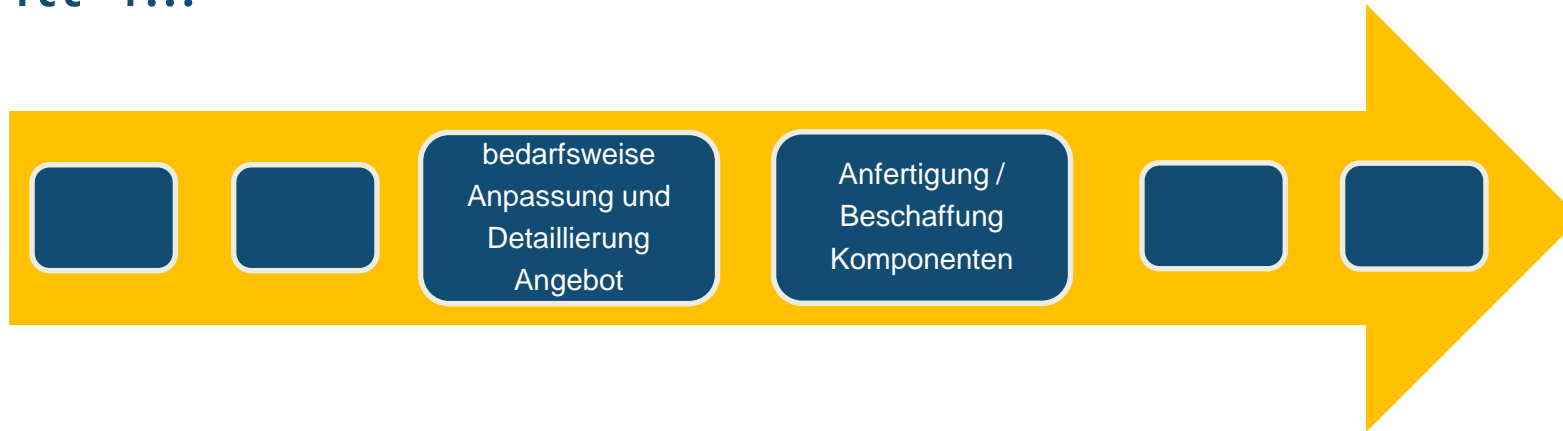 bedarfsweise
Anpassung und
Detaillierung
Angebot
Anfertigung /
Beschaffung
Komponenten